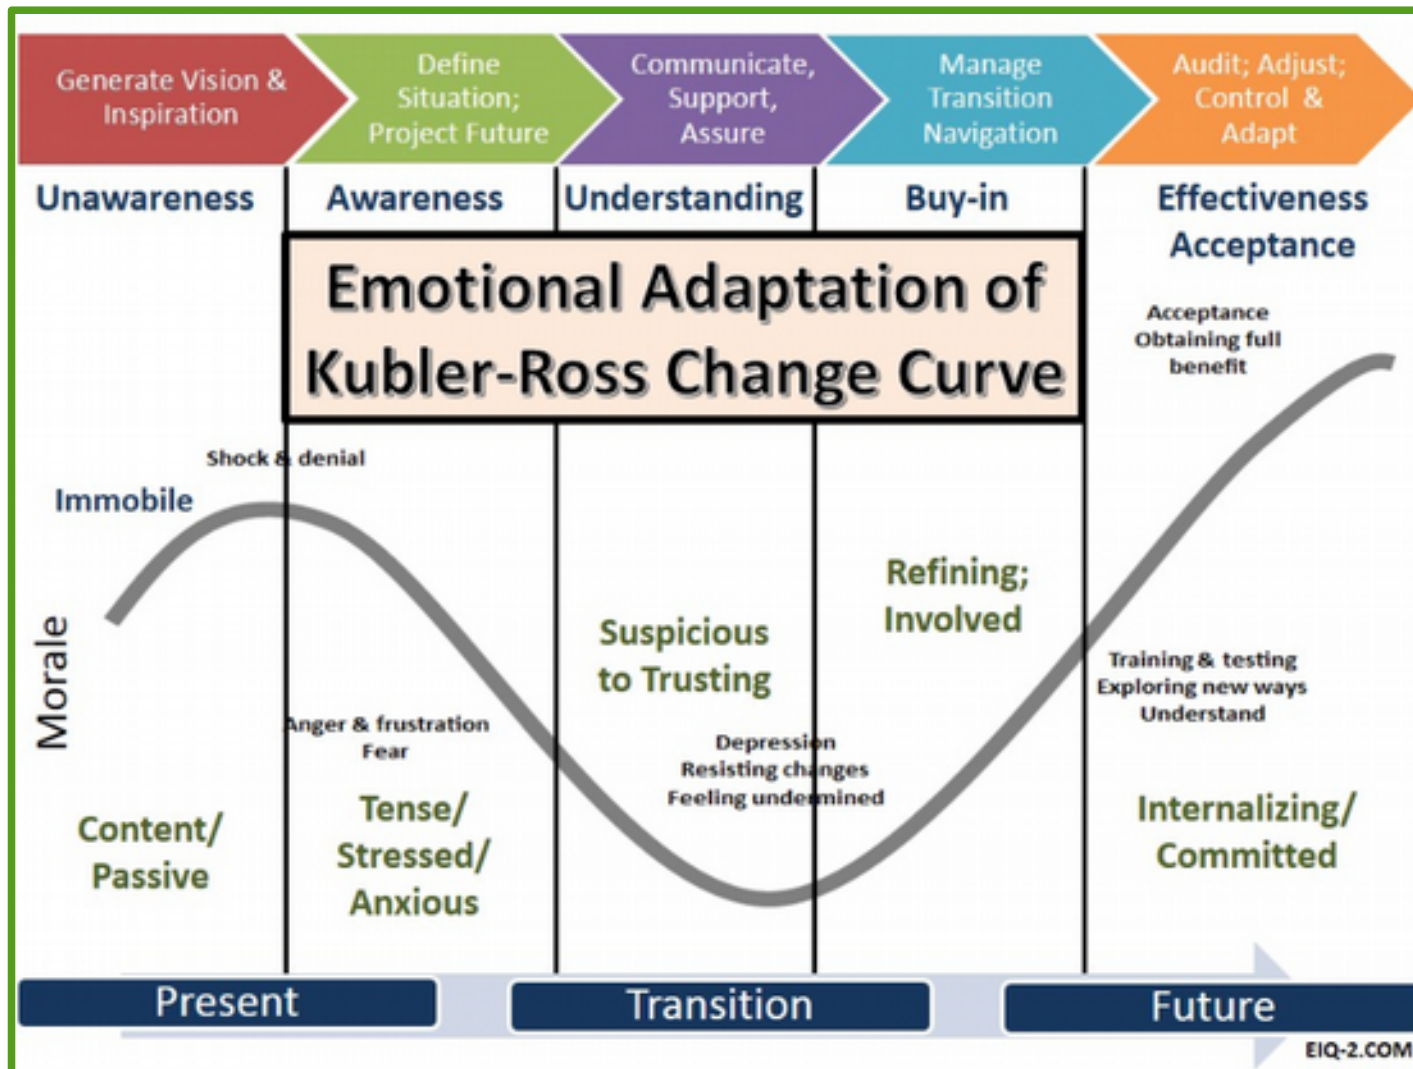 Generate Vision &
Inspiration
Define
Situation;
Project Future
Communicate,
Support,
Assure
Manage
Transition
Navigation
Audit; Adjust;
Control &
Adapt
Unawareness
Awareness
Understanding
Buy-in
Effectiveness
Acceptance
Emotional Adaptation of
Kubler-Ross Change Curve
Acceptance
Obtaining full
benefit
Shock & denial
Immobile
Morale
Refining;
Involved
Suspicious
to Trusting
Training & testing
Exploring new ways
Understand
Anger & frustration
Fear
Depression
Resisting changes
Feeling undermined
Content/
Passive
Tense/
Stressed/
Anxious
Internalizing/
Committed
Present
Transition
Future
EIQ-2.COM